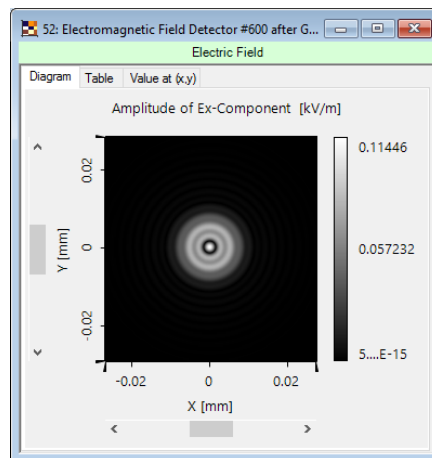 52: Electromagnetic Field Detector #600 after G...
Electric Field
Diagram Table Value at (x,y)
Amplitude of Ex-Component [kV/m]
0.02
0
-0.02
Y [mm]
-0.02 0 0.02
X [mm]
0.11446
0.057232
5....E-15